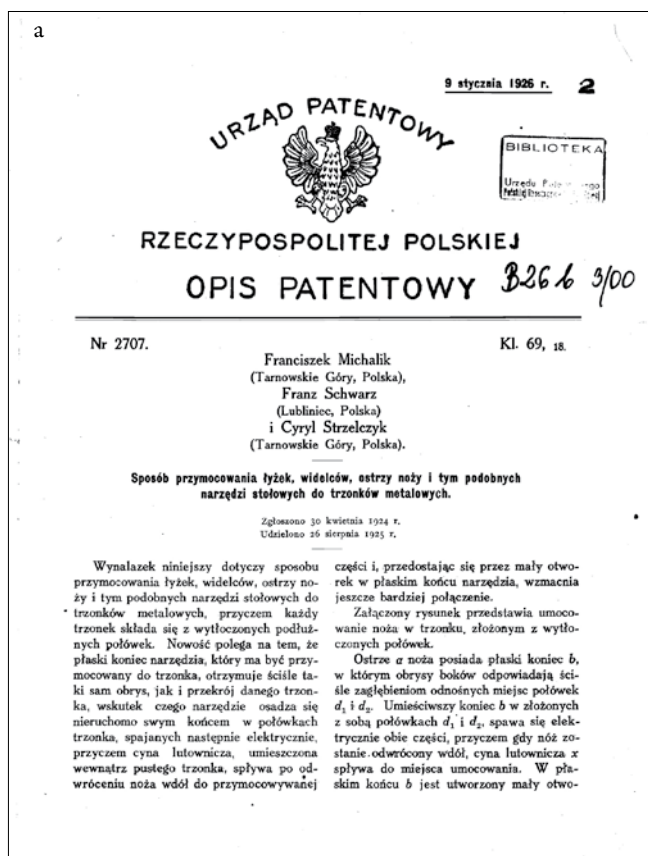 a
9 stycznia 1926 r. 2
URZĄD PATENTOWY
BIBLIOTEKA
Urzędu
RZECZYPOSPOLITEJ POLSKIEJ
OPIS PATENTOWY B26b 3/00
Nr 2707. Kl. 69, 18.
Franciszek Michalik
(Tarnowskie Góry, Polska),
Franz Schwarz
(Lubliniec, Polska)
i Cyryl Strzelczyk
(Tarnowskie Góry, Polska).
Sposób przymocowania łyżek, widelców, ostrzy noży i tym podobnych
narzędzi stołowych do trzonków metalowych.
Zgłoszono 30 kwietnia 1924 r.
Udzielono 26 sierpnia 1925 r.
Wynalazek niniejszy dotyczy sposobu
przymocowania łyżek, widelców, ostrzy no-
ży i tym podobnych narzędzi stołowych do
trzonków metalowych, przyczem każdy
trzonek składa się z wytłoczonych podłuż-
nych połówek. Nowość polega na tem, że
płaski koniec narzędzia, który ma być przy-
mocowany do trzonka, otrzymuje ściśle ta-
ki sam obrys, jak i przekrój danego trzon-
ka, wskutek czego narzędzie osadza się
nieruchomo swym końcem w połówkach
trzonka, spajanych następnie elektrycznie,
przyczem cyna lutownicza, umieszczona
wewnątrz pustego trzonka, spływa po od-
wróceniu noża wdół do przymocowywanej
części i, przedostając się przez mały otwo-
rek w płaskim końcu narzędzia, wzmacnia
jeszcze bardziej połączenie.
Załączony rysunek przedstawia umoco-
wanie noża w trzonku, złożonym z wytło-
czonych połówek.
Ostrze a noża posiada płaski koniec b,
w którym obrysy boków odpowiadają ści-
śle zagłębieniom odnośnych miejsc połówek
d₁ i d₂. Umieściwszy koniec b w złożonych
z sobą połówkach d₁ i d₂, spawa się elek-
trycznie obie części, przyczem gdy nóż zo-
stanie odwrócony wdół, cyna lutownicza x
spływa do miejsca umocowania. W pła-
skim końcu b jest utworzony mały otwo-